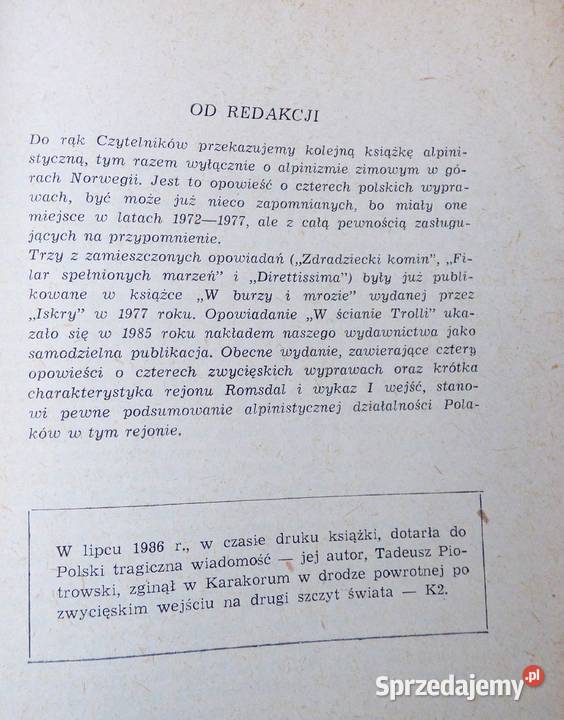 OD REDAKCJI
Do rąk Czytelników przekazujemy kolejną książkę alpini-
styczną, tym razem wyłącznie o alpinizmie zimowym w gó-
rach Norwegii. Jest to opowieść o czterech polskich wypra-
wach, być może już nieco zapomnianych, bo miały one
miejsce w latach 1972—1977, ale z całą pewnością zasługu-
jących na przypomnienie.
Trzy z zamieszczonych opowiadań („Zdradziecki komin”, „Fi-
lar spełnionych marzeń” i „Direttissima”) były już publi-
kowane w książce „W burzy i mrozie” wydanej przez
„Iskry” w 1977 roku. Opowiadanie „W ścianie Trolli” uka-
zało się w 1985 roku nakładem naszego wydawnictwa jako
samodzielna publikacja. Obecne wydanie, zawierające cztery
opowieści o czterech zwycięskich wyprawach oraz krótka
charakterystyka rejonu Romsdal i wykaz I wejść, stano-
wi pewne podsumowanie alpinistycznej działalności Pola-
ków w tym rejonie.
W lipcu 1986 r., w czasie druku książki, dotarła do
Polski tragiczna wiadomość — jej autor, Tadeusz Pio-
trowski, zginął w Karakorum w drodze powrotnej po
zwycięskim wejściu na drugi szczyt świata — K2.
Sprzedajemy.pl